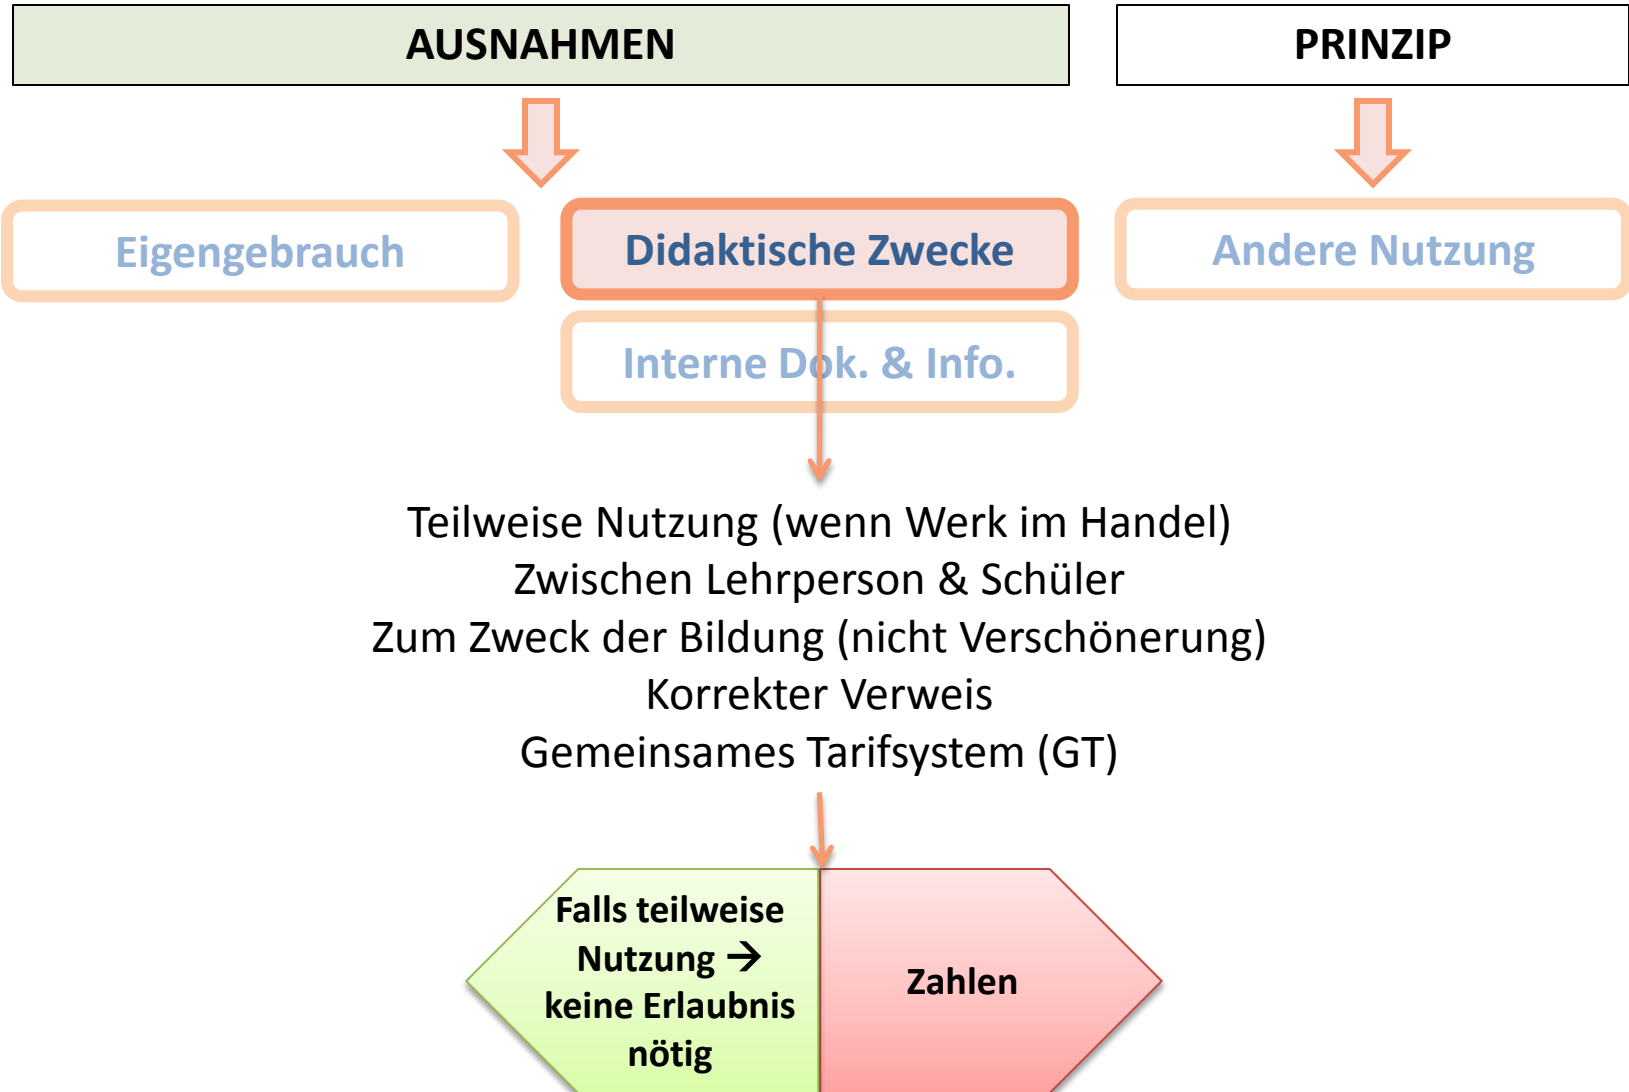 AUSNAHMEN
PRINZIP
Eigengebrauch
Didaktische Zwecke
Andere Nutzung
Interne Dok. & Info.
Teilweise Nutzung (wenn Werk im Handel)
Zwischen Lehrperson & Schüler
Zum Zweck der Bildung (nicht Verschönerung)
Korrekter Verweis
Gemeinsames Tarifsystem (GT)
Falls teilweise
Nutzung →
keine Erlaubnis
nötig
Zahlen